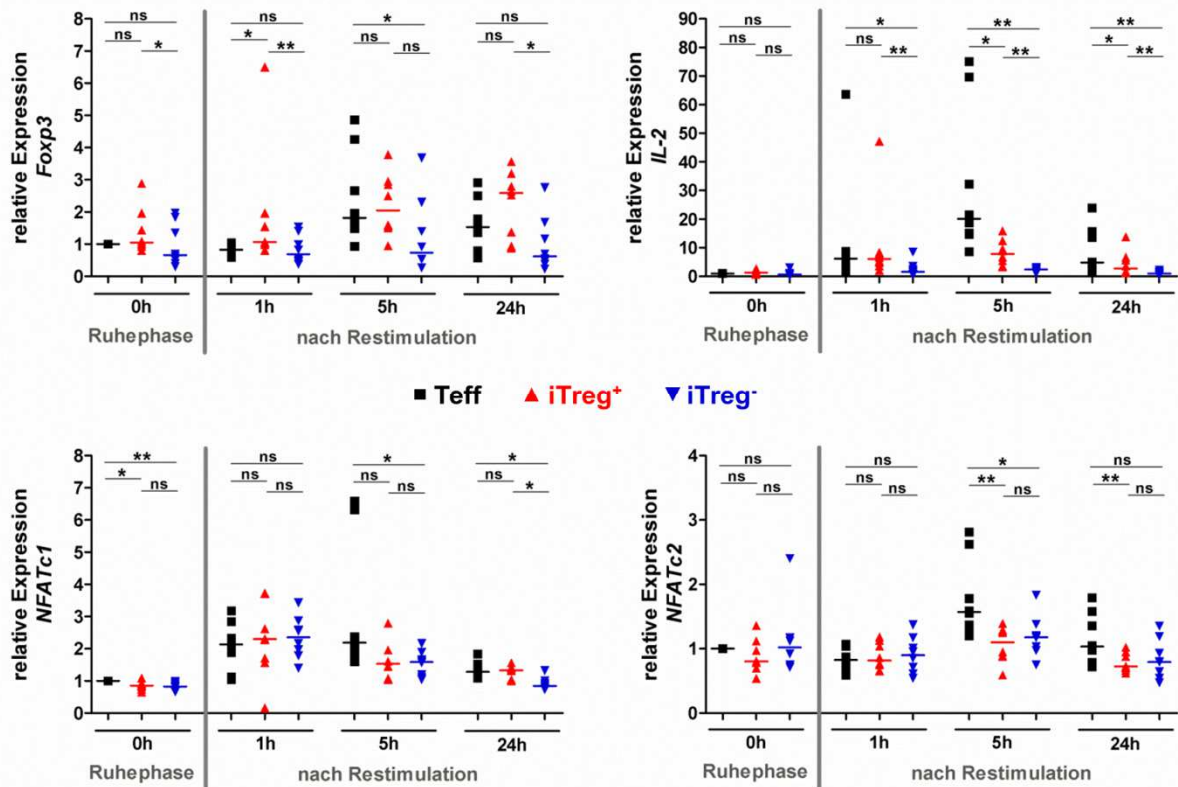 relative Expression
Foxp3
8
7
6
5
4
3
2
1
0
ns
ns
*
ns
*
**
*
ns
ns
ns
ns
*
0h
1h
5h
24h
Ruhephase
nach Restimulation
relative Expression
IL-2
90
80
70
60
50
40
30
20
10
0
ns
ns
ns
*
ns
**
**
*
**
**
*
**
0h
1h
5h
24h
Ruhephase
nach Restimulation
Teff
iTreg⁺
iTreg⁻
relative Expression
NFATc1
8
7
6
5
4
3
2
1
0
**
*
ns
ns
ns
ns
*
ns
ns
*
ns
*
0h
1h
5h
24h
Ruhephase
nach Restimulation
relative Expression
NFATc2
4
3
2
1
0
ns
ns
ns
ns
ns
ns
*
**
ns
ns
**
ns
0h
1h
5h
24h
Ruhephase
nach Restimulation